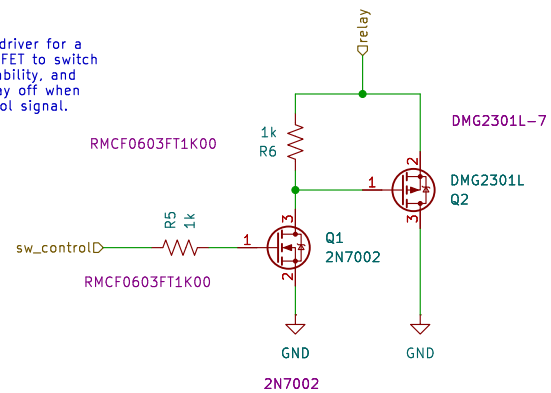 relay
driver for a
FET to switch
bility, and
ay off when
ol signal.
DMG2301L-7
1k
R6
RMCF0603FT1K00
2
1
DMG2301L
Q2
3
R5
1k
3
sw_control
1
Q1
2N7002
RMCF0603FT1K00
2
GND
GND
2N7002